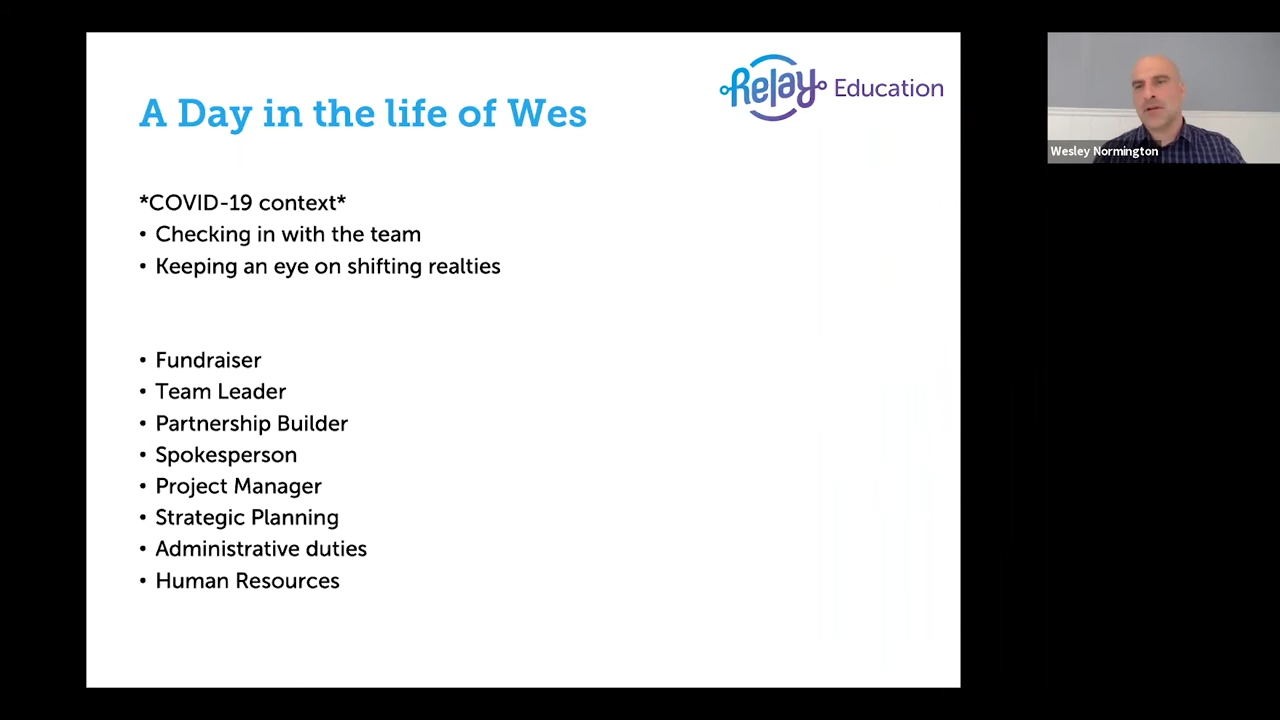 Relay Education
A Day in the life of Wes
Wesley Normington
*COVID-19 context*
• Checking in with the team
• Keeping an eye on shifting realties
• Fundraiser
• Team Leader
• Partnership Builder
• Spokesperson
• Project Manager
• Strategic Planning
• Administrative duties
• Human Resources